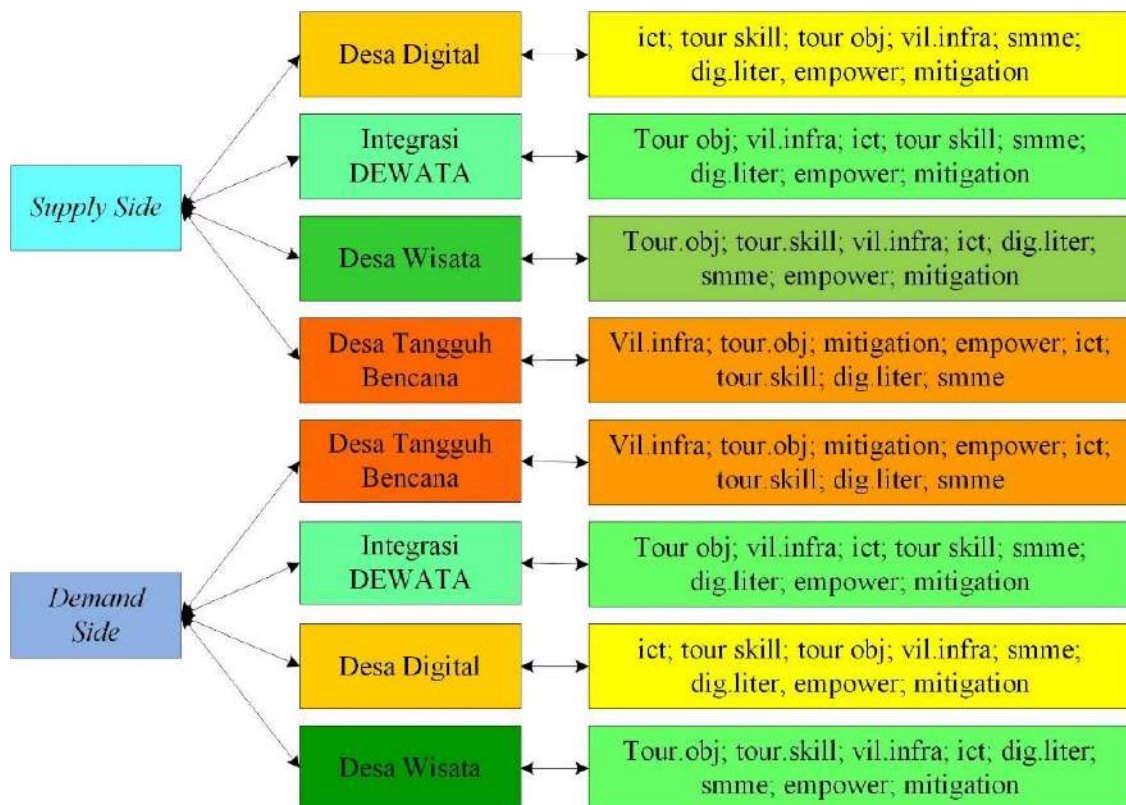 Supply Side
Desa Digital
ict; tour skill; tour obj; vil.infra; smme;
dig.liter, empower; mitigation
Integrasi
DEWATA
Tour obj; vil.infra; ict; tour skill; smme;
dig.liter; empower; mitigation
Desa Wisata
Tour.obj; tour.skill; vil.infra; ict; dig.liter;
smme; empower; mitigation
Desa Tangguh
Bencana
Vil.infra; tour.obj; mitigation; empower; ict;
tour.skill; dig.liter; smme
Demand
Side
Desa Tangguh
Bencana
Vil.infra; tour.obj; mitigation; empower; ict;
tour.skill; dig.liter; smme
Integrasi
DEWATA
Tour obj; vil.infra; ict; tour skill; smme;
dig.liter; empower; mitigation
Desa Digital
ict; tour skill; tour obj; vil.infra; smme;
dig.liter, empower; mitigation
Desa Wisata
Tour.obj; tour.skill; vil.infra; ict; dig.liter;
smme; empower; mitigation